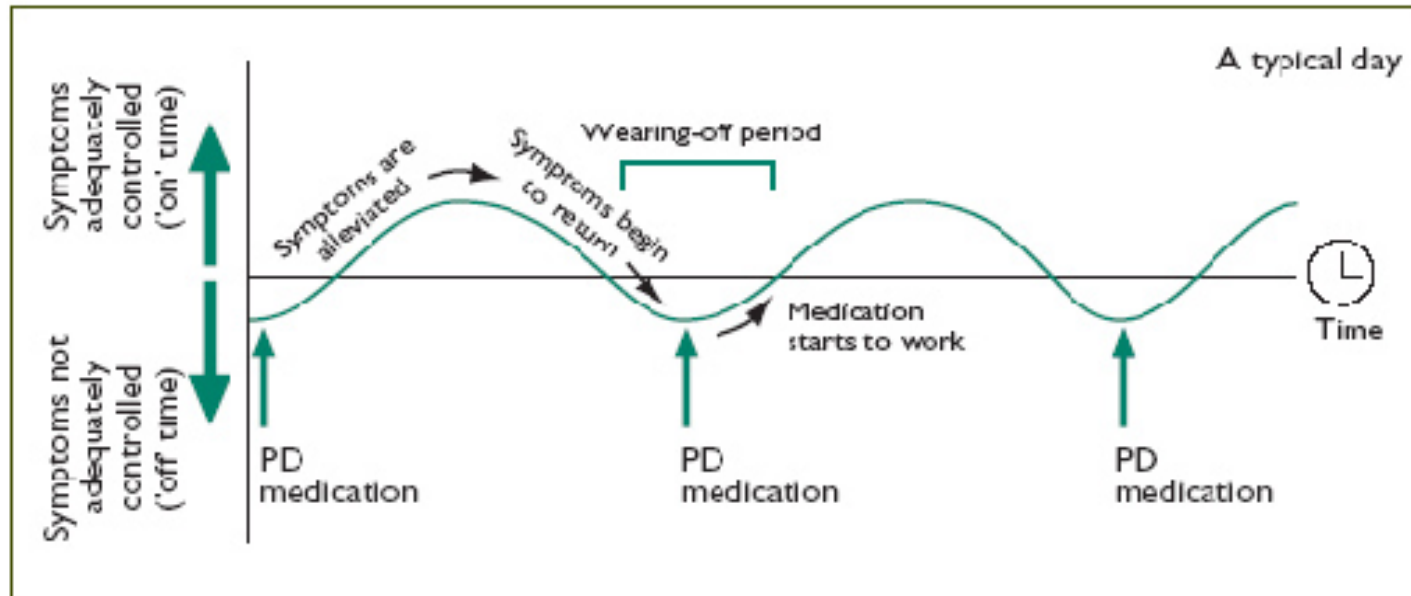 A typical day
Symptoms
adequately
controlled
('on' time)
Symptoms are
alleviated
Symptoms begin
to return
Wearing-off period
Medication
starts to work
Time
Symptoms not
adequately
controlled
('off' time)
PD
medication
PD
medication
PD
medication